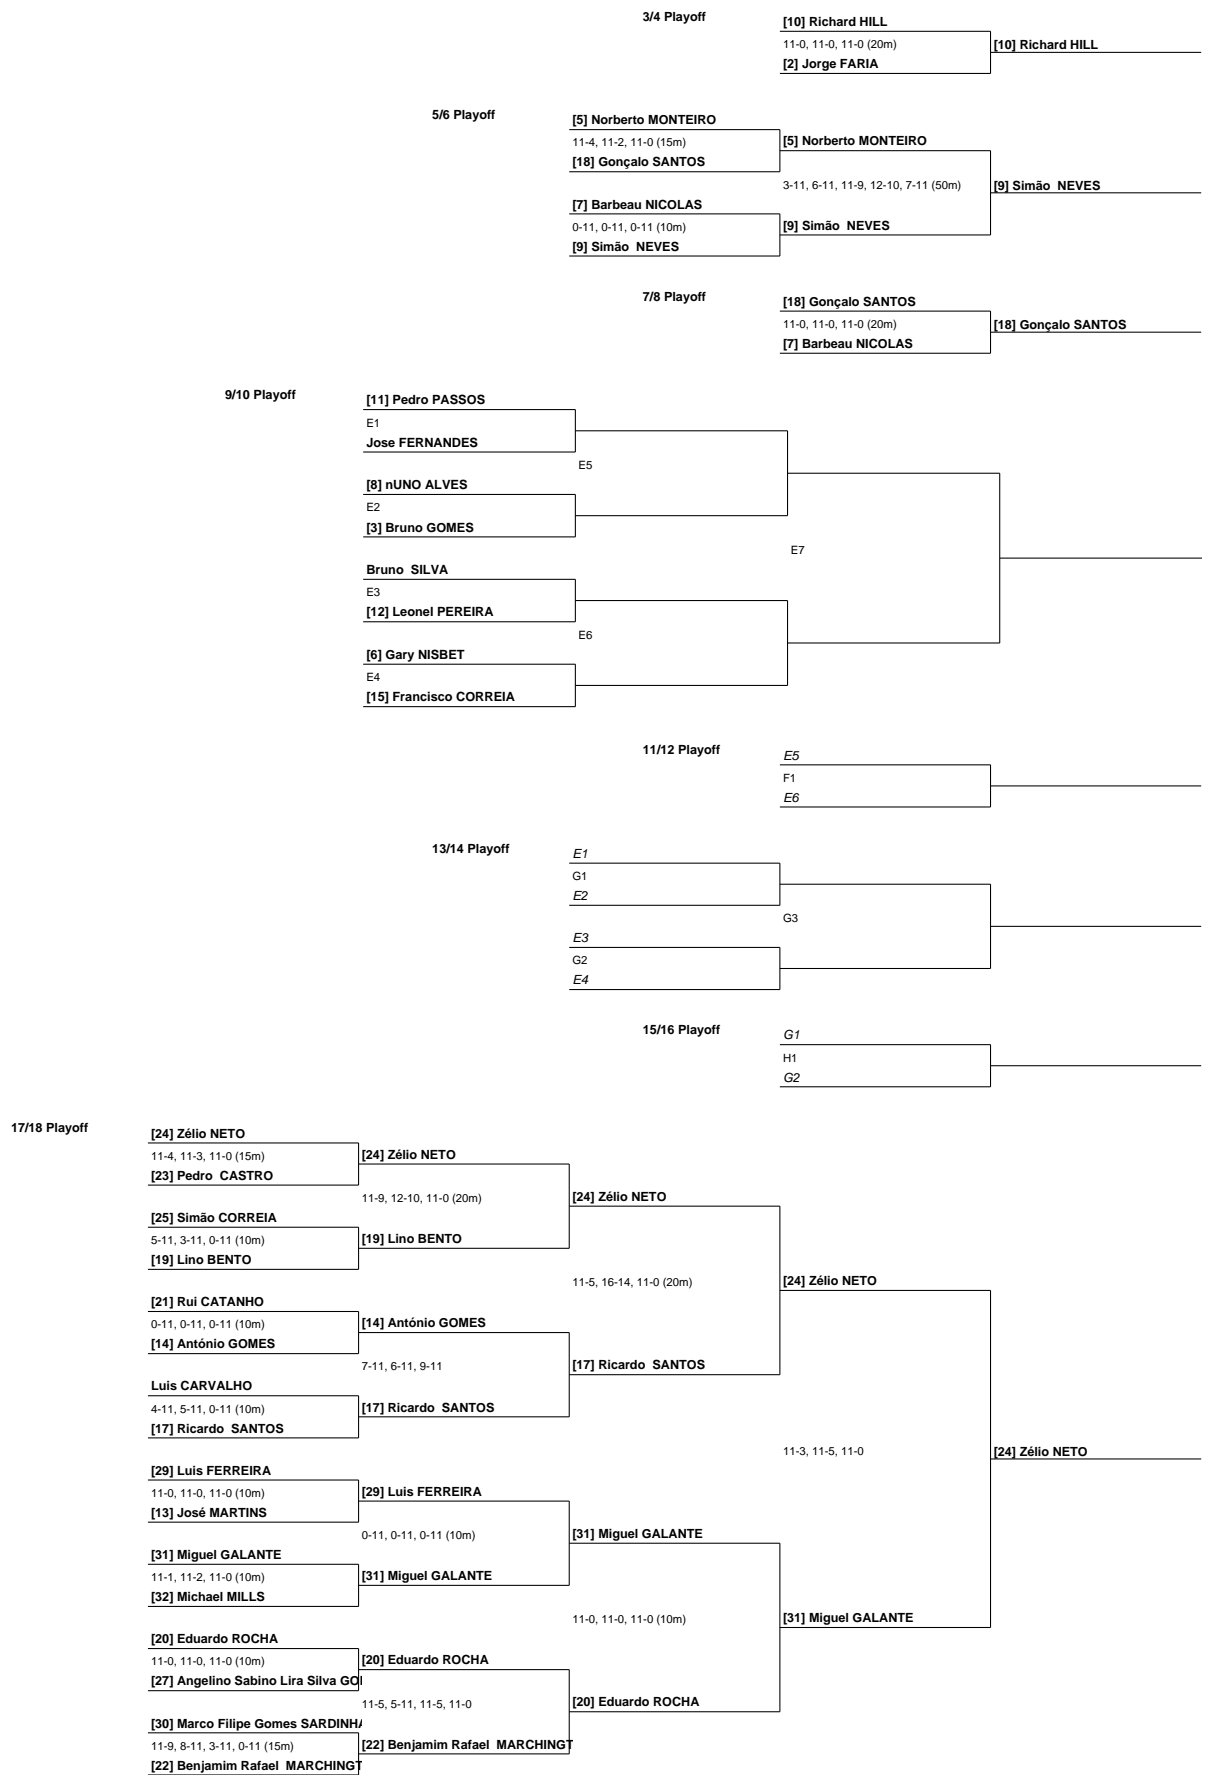 3/4 Playoff
[10] Richard HILL
11-0, 11-0, 11-0 (20m)
[10] Richard HILL
[2] Jorge FARIA
5/6 Playoff
[5] Norberto MONTEIRO
11-4, 11-2, 11-0 (15m)
[5] Norberto MONTEIRO
[18] Gonçalo SANTOS
3-11, 6-11, 11-9, 12-10, 7-11 (50m)
[9] Simão NEVES
[7] Barbeau NICOLAS
0-11, 0-11, 0-11 (10m)
[9] Simão NEVES
[9] Simão NEVES
7/8 Playoff
[18] Gonçalo SANTOS
11-0, 11-0, 11-0 (20m)
[18] Gonçalo SANTOS
[7] Barbeau NICOLAS
9/10 Playoff
[11] Pedro PASSOS
E1
Jose FERNANDES
E5
[8] nUNO ALVES
E2
[3] Bruno GOMES
E7
Bruno SILVA
E3
[12] Leonel PEREIRA
E6
[6] Gary NISBET
E4
[15] Francisco CORREIA
11/12 Playoff
E5
F1
E6
13/14 Playoff
E1
G1
E2
G3
E3
G2
E4
15/16 Playoff
G1
H1
G2
17/18 Playoff
[24] Zélio NETO
11-4, 11-3, 11-0 (15m)
[24] Zélio NETO
[23] Pedro CASTRO
11-9, 12-10, 11-0 (20m)
[24] Zélio NETO
[25] Simão CORREIA
5-11, 3-11, 0-11 (10m)
[19] Lino BENTO
[19] Lino BENTO
11-5, 16-14, 11-0 (20m)
[24] Zélio NETO
[21] Rui CATANHO
0-11, 0-11, 0-11 (10m)
[14] António GOMES
[14] António GOMES
7-11, 6-11, 9-11
[17] Ricardo SANTOS
Luis CARVALHO
4-11, 5-11, 0-11 (10m)
[17] Ricardo SANTOS
[17] Ricardo SANTOS
11-3, 11-5, 11-0
[24] Zélio NETO
[29] Luis FERREIRA
11-0, 11-0, 11-0 (10m)
[29] Luis FERREIRA
[13] José MARTINS
0-11, 0-11, 0-11 (10m)
[31] Miguel GALANTE
[31] Miguel GALANTE
11-1, 11-2, 11-0 (10m)
[31] Miguel GALANTE
[32] Michael MILLS
11-0, 11-0, 11-0 (10m)
[31] Miguel GALANTE
[20] Eduardo ROCHA
11-0, 11-0, 11-0 (10m)
[20] Eduardo ROCHA
[27] Angelino Sabino Lira Silva
11-5, 5-11, 11-5, 11-0
[20] Eduardo ROCHA
[30] Marco Filipe Gomes
11-9, 8-11, 3-11, 0-11 (15m)
[22] Benjamim Rafael MARCHINGT
[22] Benjamim Rafael MARCHINGT